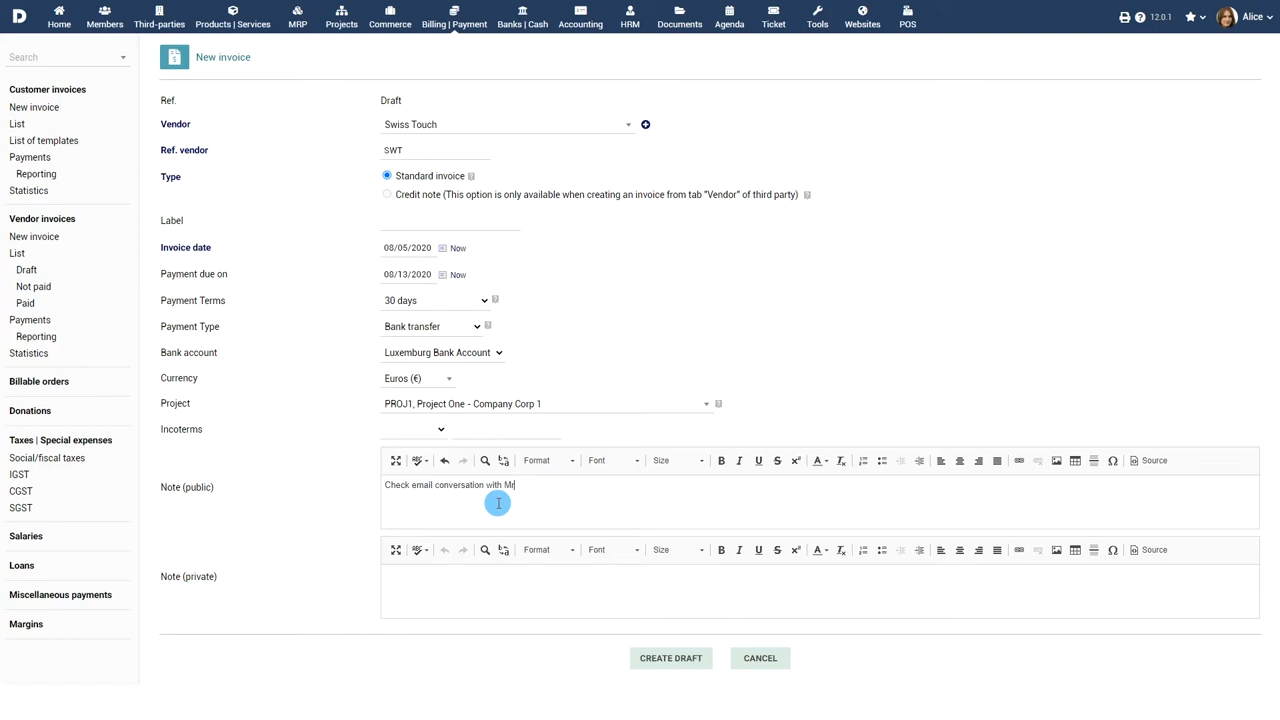 D
Home
Members
Third-parties
Products | Services
MRP
Projects
Commerce
Billing | Payment
Banks | Cash
Accounting
HRM
Documents
Agenda
Ticket
Tools
Websites
POS
12.0.1
Alice
Search
Customer invoices
New invoice
List
List of templates
Payments
Reporting
Statistics
Vendor invoices
New invoice
List
Draft
Not paid
Paid
Payments
Reporting
Statistics
Billable orders
Donations
Taxes | Special expenses
Social/fiscal taxes
IGST
CGST
SGST
Salaries
Loans
Miscellaneous payments
Margins
New invoice
Ref. Draft
Vendor Swiss Touch
Ref. vendor SWT
Type Standard invoice
Credit note (This option is only available when creating an invoice from tab "Vendor" of third party)
Label
Invoice date 08/05/2020 Now
Payment due on 08/13/2020 Now
Payment Terms 30 days
Payment Type Bank transfer
Bank account Luxemburg Bank Account
Currency Euros (€)
Project PROJ1, Project One - Company Corp 1
Incoterms
Format Font Size B I U S x² A Tx Ω Source
Note (public) Check email conversation with Mr
Format Font Size B I U S x² A Tx Ω Source
Note (private)
CREATE DRAFT CANCEL